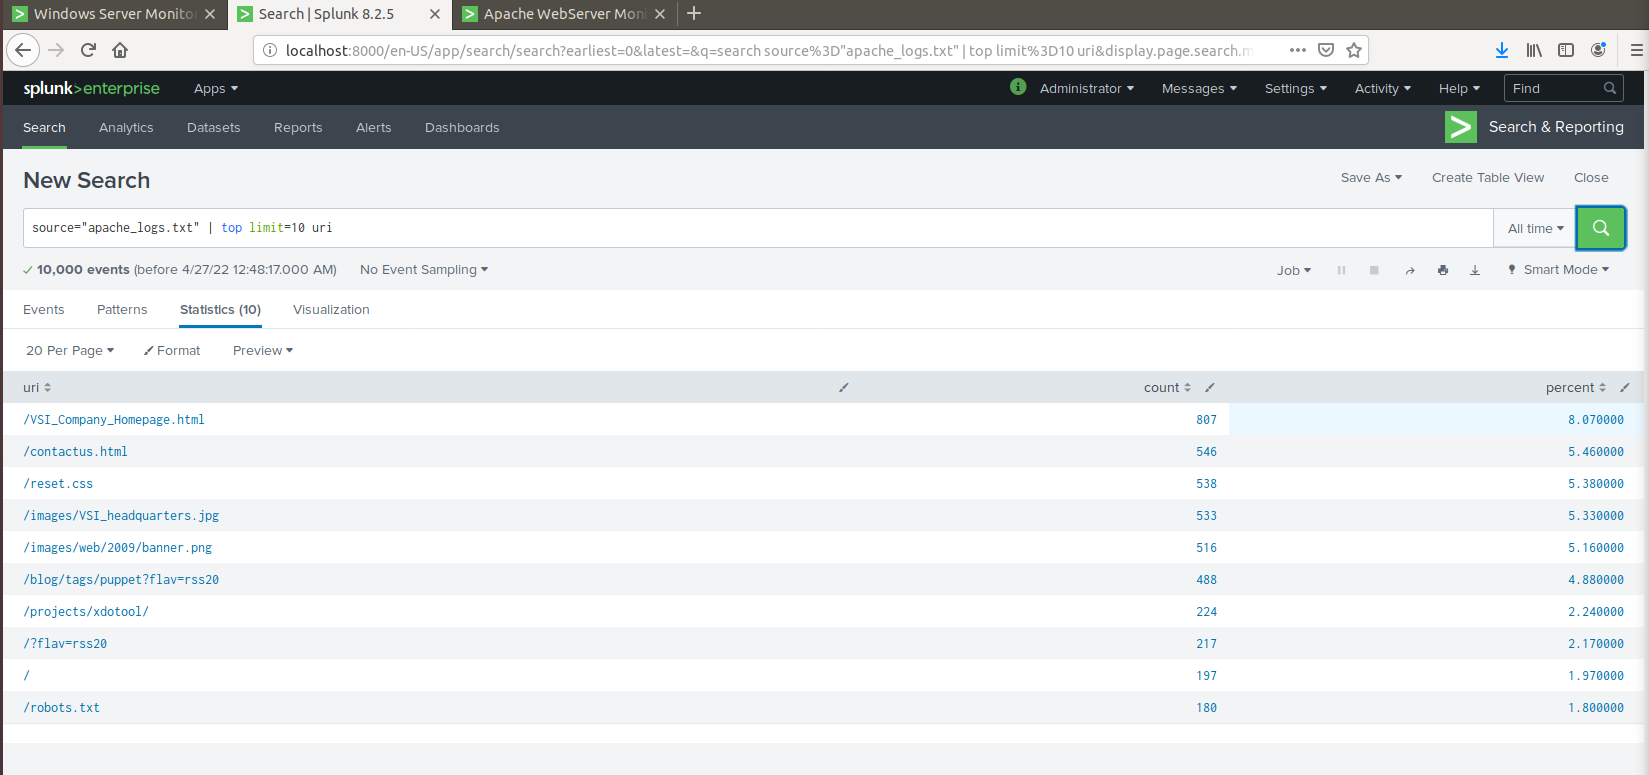 Windows Server Monito
Search | Splunk 8.2.5
Apache WebServer Moni
localhost:8000/en-US/app/search/search?earliest=0&latest=&q=search source%3D"apache_logs.txt" | top limit%3D10 uri&display.page.search.m
splunk>enterprise Apps Administrator Messages Settings Activity Help Find
Search Analytics Datasets Reports Alerts Dashboards Search & Reporting
New Search Save As Create Table View Close
source="apache_logs.txt" | top limit=10 uri All time
10,000 events (before 4/27/22 12:48:17.000 AM) No Event Sampling Job Smart Mode
Events Patterns Statistics (10) Visualization
20 Per Page Format Preview
uri count percent
/VSI_Company_Homepage.html 807 8.070000
/contactus.html 546 5.460000
/reset.css 538 5.380000
/images/VSI_headquarters.jpg 533 5.330000
/images/web/2009/banner.png 516 5.160000
/blog/tags/puppet?flav=rss20 488 4.880000
/projects/xdotool/ 224 2.240000
/?flav=rss20 217 2.170000
/ 197 1.970000
/robots.txt 180 1.800000